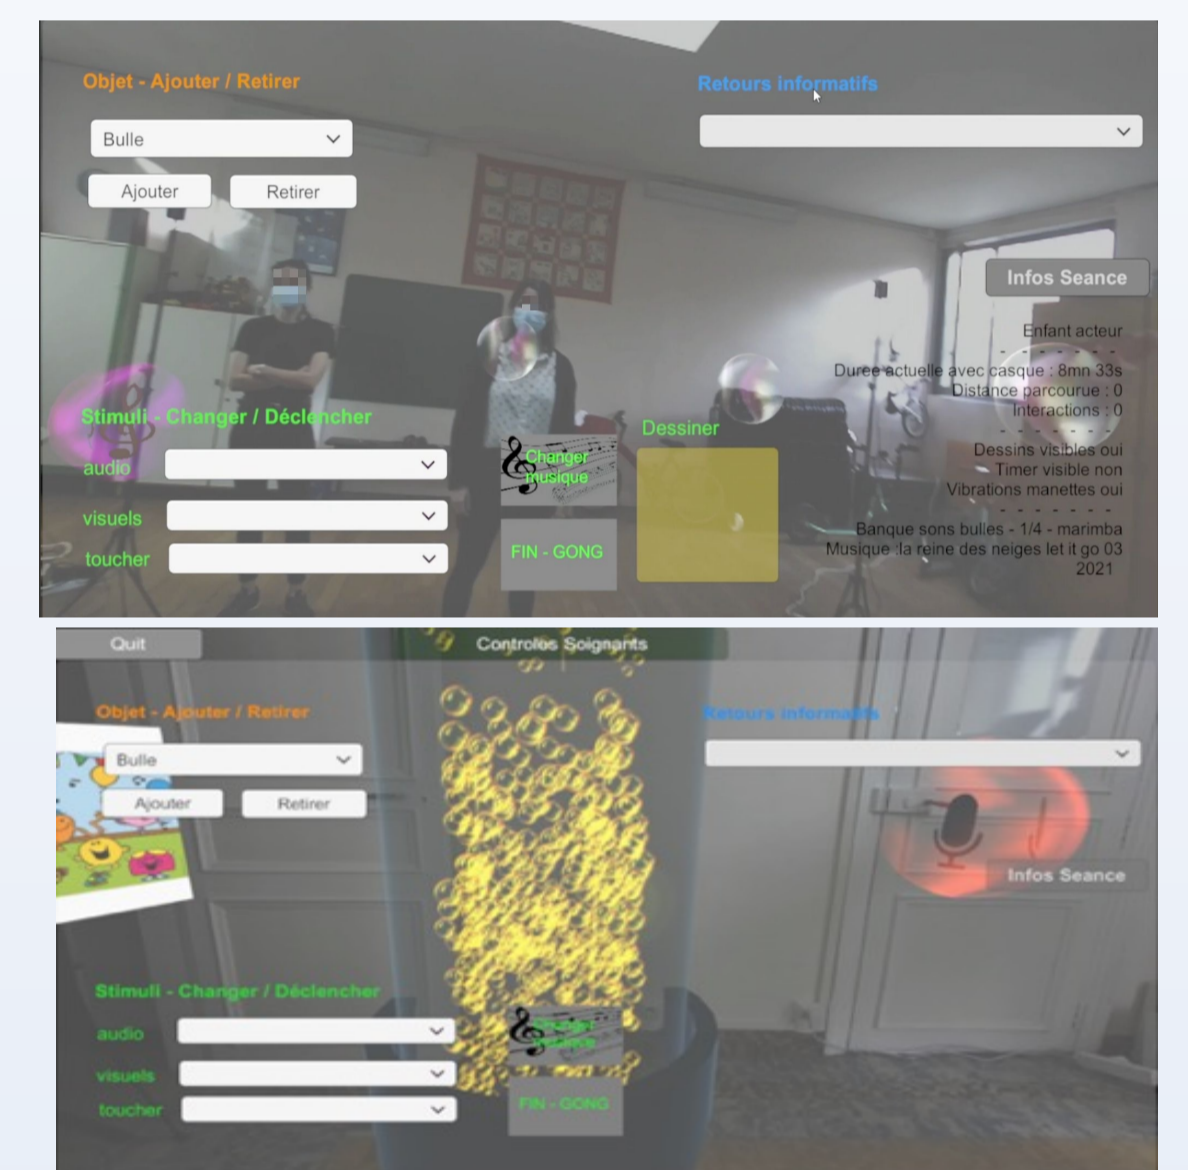 Objet - Ajouter / Retirer
Retours informatifs
Bulle
Ajouter
Retirer
Infos Seance
Enfant acteur
- - - - - - -
Duree actuelle avec casque : 8mn 33s
Distance parcourue : 0
Interactions : 0
- - - - - - -
Dessins visibles oui
Timer visible non
Vibrations manettes oui
- - - - - - -
Banque sons bulles - 1/4 - marimba
Musique :la reine des neiges let it go 03
2021
Stimuli - Changer / Déclencher
audio
visuels
toucher
Changer
musique
FIN - GONG
Dessiner
Quit
Controles Soignants
Objet - Ajouter / Retirer
Retours informatifs
Bulle
Ajouter
Retirer
Infos Seance
Stimuli - Changer / Déclencher
audio
visuels
toucher
Changer
musique
FIN - GONG